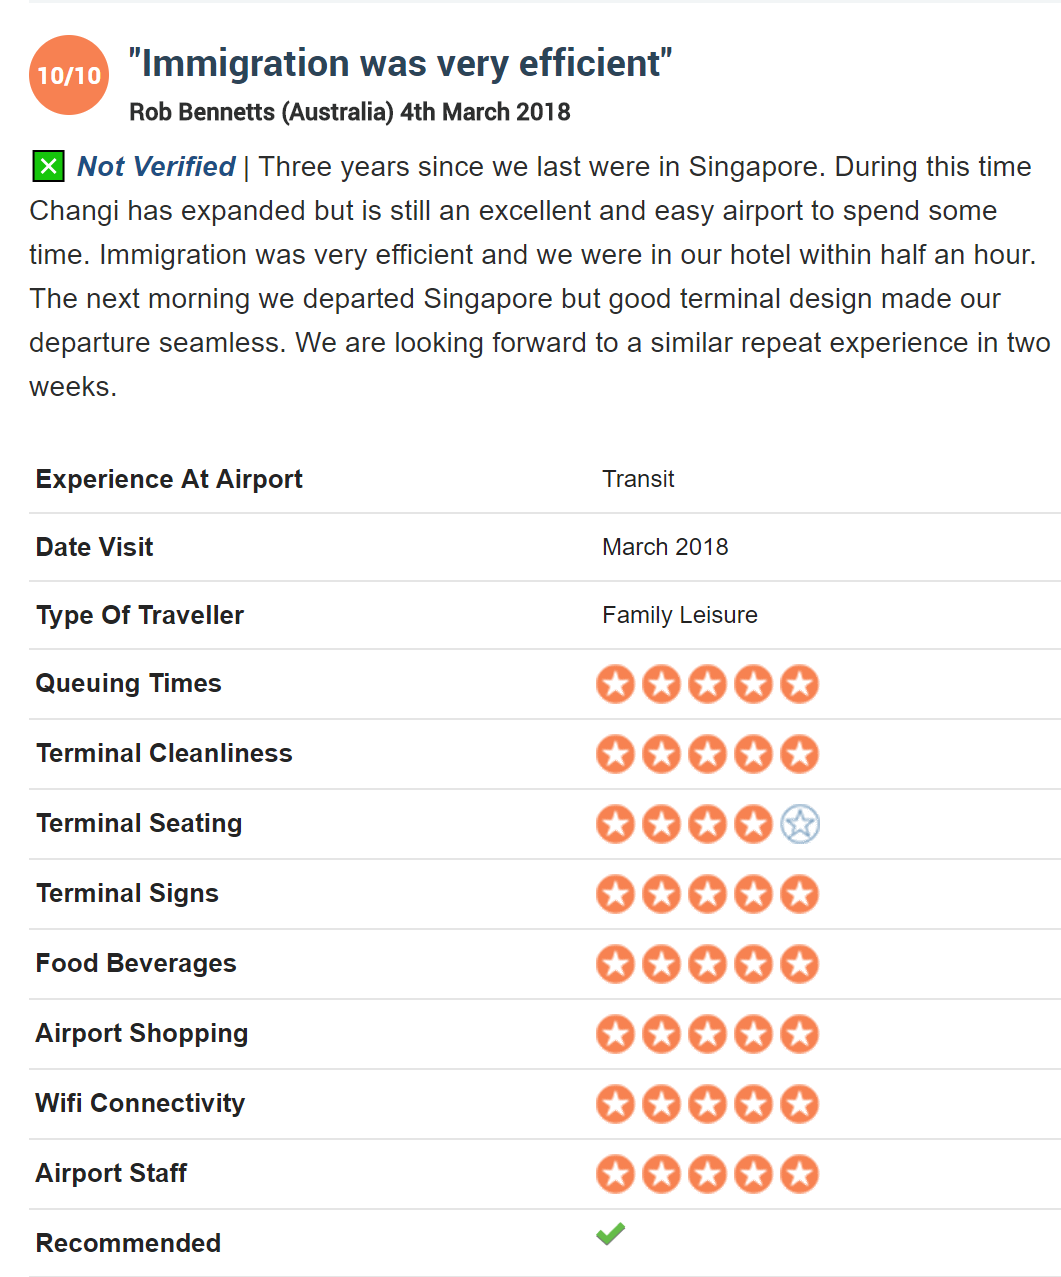 10/10
"Immigration was very efficient"
Rob Bennetts (Australia) 4th March 2018
Not Verified | Three years since we last were in Singapore. During this time
Changi has expanded but is still an excellent and easy airport to spend some
time. Immigration was very efficient and we were in our hotel within half an hour.
The next morning we departed Singapore but good terminal design made our
departure seamless. We are looking forward to a similar repeat experience in two
weeks.
Experience At Airport Transit
Date Visit March 2018
Type Of Traveller Family Leisure
Queuing Times
Terminal Cleanliness
Terminal Seating
Terminal Signs
Food Beverages
Airport Shopping
Wifi Connectivity
Airport Staff
Recommended